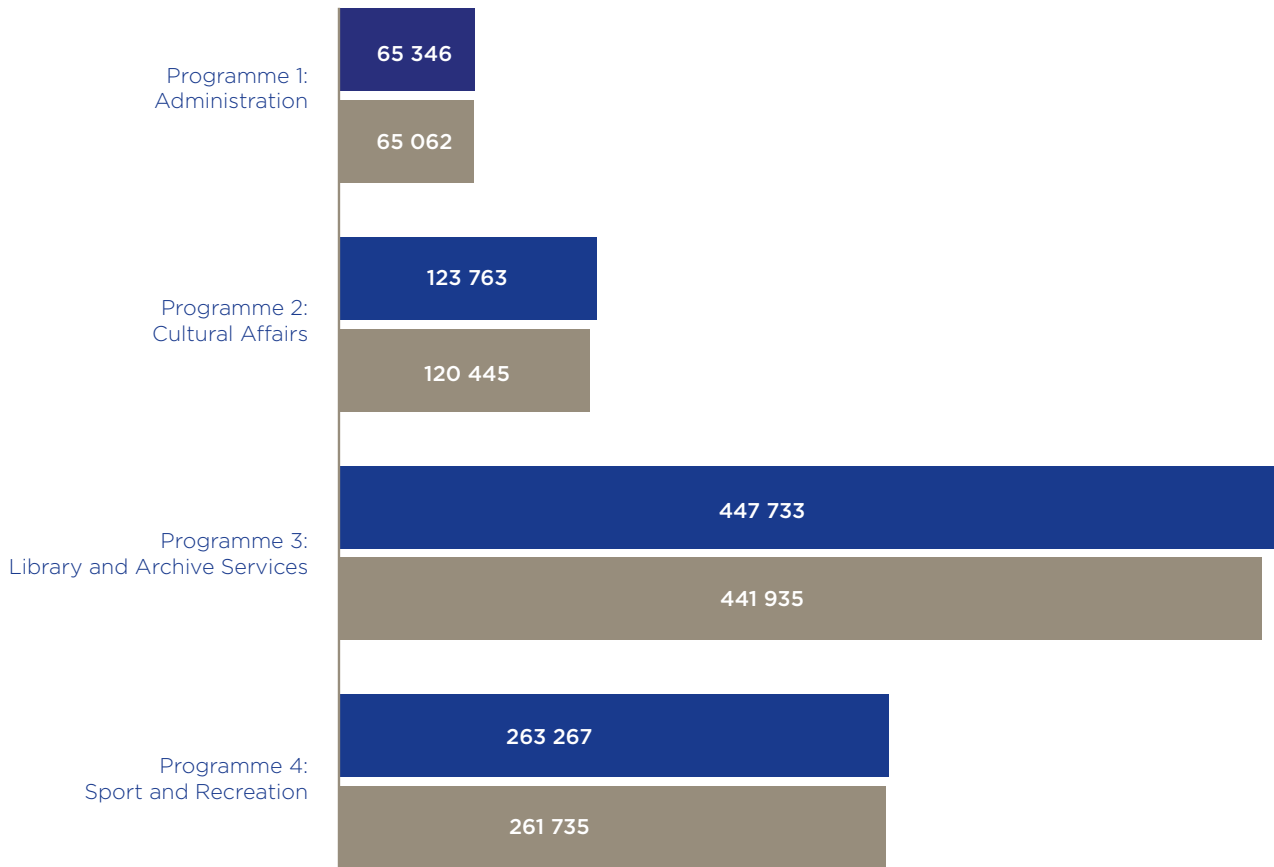 Programme 1:
Administration
65 346
65 062
Programme 2:
Cultural Affairs
123 763
120 445
Programme 3:
Library and Archive Services
447 733
441 935
Programme 4:
Sport and Recreation
263 267
261 735